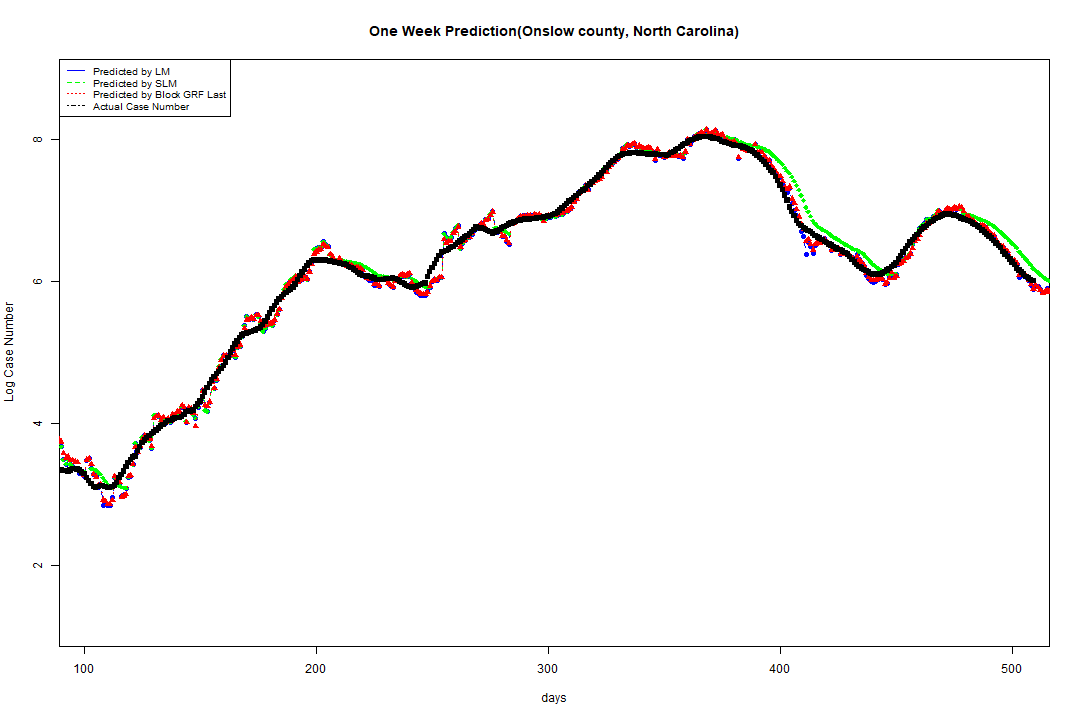 One Week Prediction(Onslow county, North Carolina)
Predicted by LM
Predicted by SLM
Predicted by Block GRF Last
Actual Case Number
Log Case Number
8
6
4
2
100 200 300 400 500
days